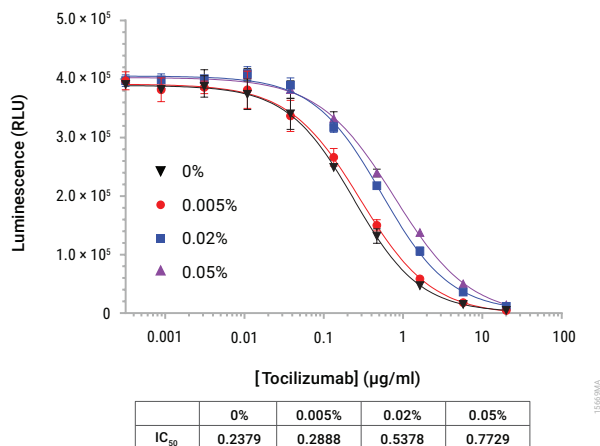 5.0 × 10⁵
4.0 × 10⁵
3.0 × 10⁵
2.0 × 10⁵
1.0 × 10⁵
0
Luminescence (RLU)
0%
0.005%
0.02%
0.05%
0.001 0.01 0.1 1 10 100
[Tocilizumab] (µg/ml)
15669MA
0% 0.005% 0.02% 0.05%
IC₅₀ 0.2379 0.2888 0.5378 0.7729